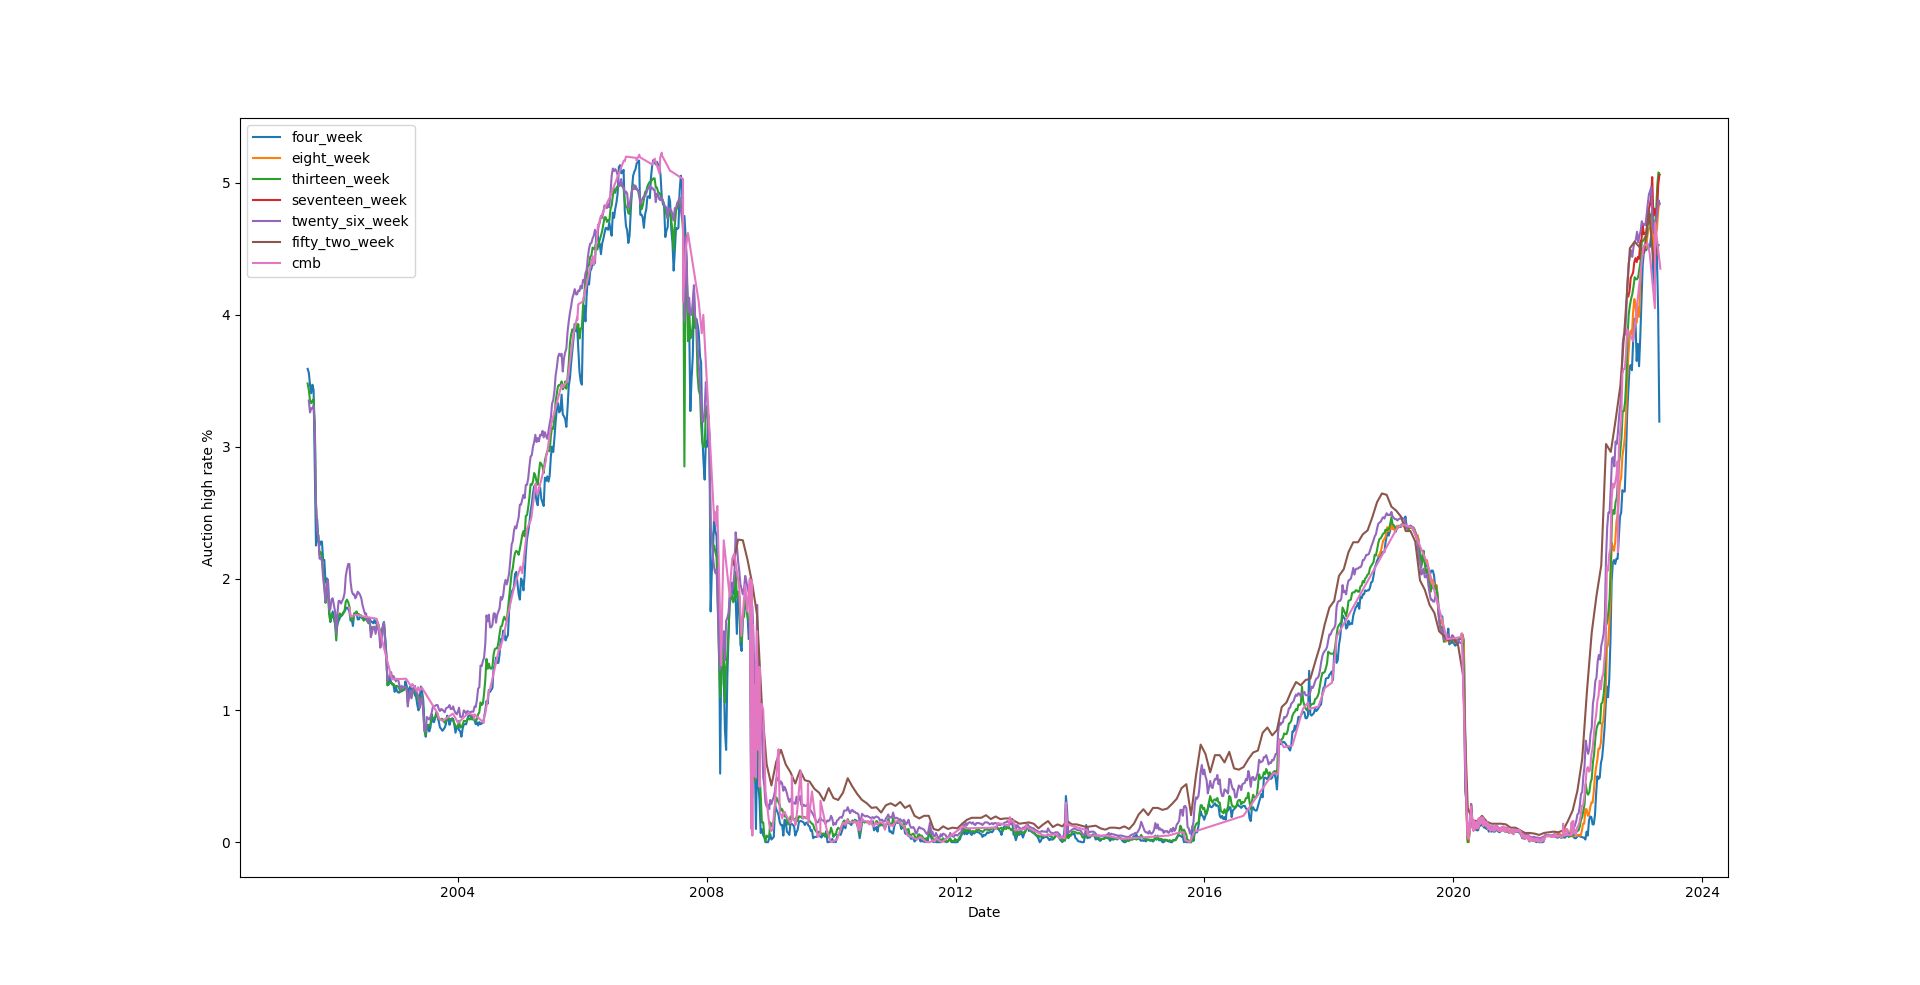 four_week
eight_week
thirteen_week
seventeen_week
twenty_six_week
fifty_two_week
cmb
Auction high rate %
5
4
3
2
1
0
2004 2008 2012 2016 2020 2024
Date